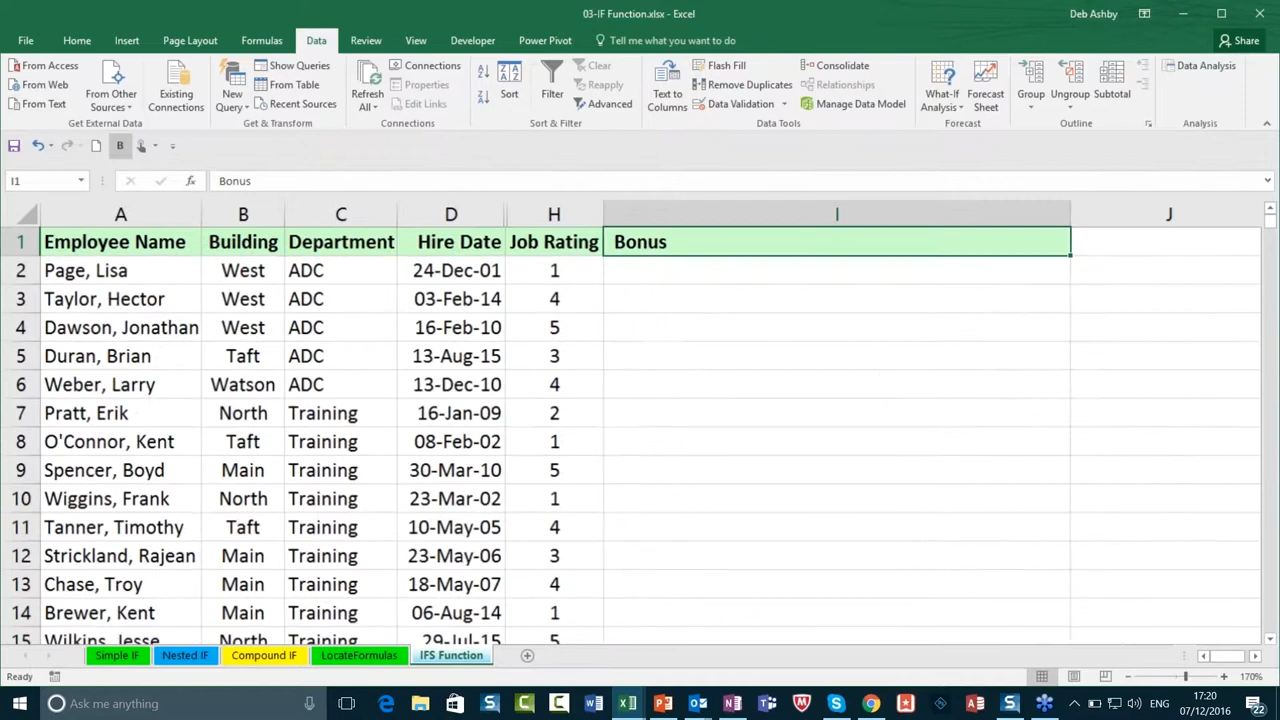 03-IF Function.xlsx - Excel
Deb Ashby
File Home Insert Page Layout Formulas Data Review View Developer Power Pivot Tell me what you want to do Share
From Access
From Web
From Text
From Other Sources
Existing Connections
Get External Data
New Query
Show Queries
From Table
Recent Sources
Get & Transform
Refresh All
Connections
Properties
Edit Links
Connections
Sort
Filter
Clear
Reapply
Advanced
Sort & Filter
Text to Columns
Flash Fill
Remove Duplicates
Data Validation
Consolidate
Relationships
Manage Data Model
Data Tools
What-If Analysis
Forecast Sheet
Forecast
Group
Ungroup
Subtotal
Outline
Data Analysis
Analysis
B
I1 fx Bonus
A B C D H I J
1 Employee Name Building Department Hire Date Job Rating Bonus
2 Page, Lisa West ADC 24-Dec-01 1
3 Taylor, Hector West ADC 03-Feb-14 4
4 Dawson, Jonathan West ADC 16-Feb-10 5
5 Duran, Brian Taft ADC 13-Aug-15 3
6 Weber, Larry Watson ADC 13-Dec-10 4
7 Pratt, Erik North Training 16-Jan-09 2
8 O'Connor, Kent Taft Training 08-Feb-02 1
9 Spencer, Boyd Main Training 30-Mar-10 5
10 Wiggins, Frank North Training 23-Mar-02 1
11 Tanner, Timothy Taft Training 10-May-05 4
12 Strickland, Rajean Main Training 23-May-06 3
13 Chase, Troy Main Training 18-May-07 4
14 Brewer, Kent Main Training 06-Aug-14 1
15 Wilkins, Jesse North Training 29-Jul-15 5
Simple IF Nested IF Compound IF LocateFormulas IFS Function
Ready 170%
Ask me anything
ENG
17:20
07/12/2016
22